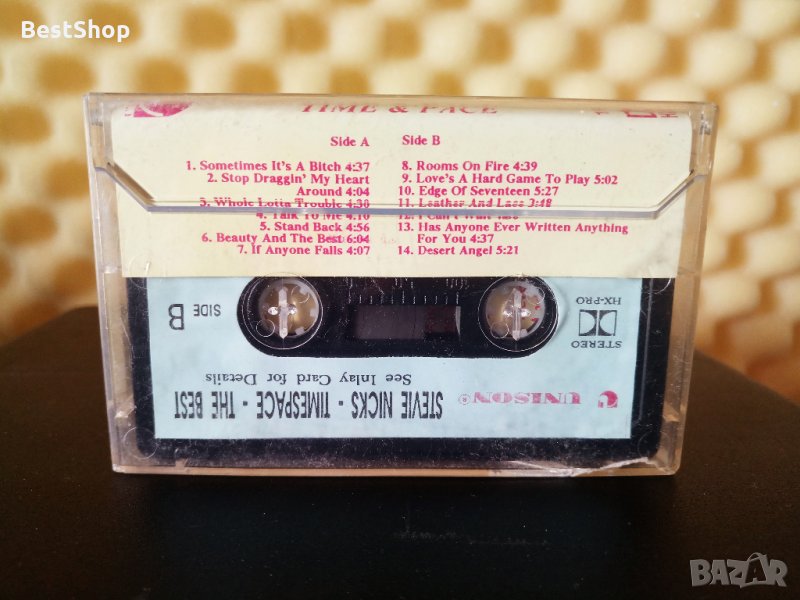 BestShop
TIME & PACE
Side A
1. Sometimes It's A Bitch 4:37
2. Stop Draggin' My Heart
Around 4:04
3. Whole Lotta Trouble 4:30
4. Talk To Me 4:10
5. Stand Back 4:56
6. Beauty And The Best 6:04
7. If Anyone Falls 4:07
Side B
8. Rooms On Fire 4:39
9. Love's A Hard Game To Play 5:02
10. Edge Of Seventeen 5:27
11. Leather And Lace 3:48
12. I Can't Wait
13. Has Anyone Ever Written Anything
For You 4:37
14. Desert Angel 5:21
SIDE B
HX-PRO
STEREO
See Inlay Card for Details
STEVIE NICKS - TIMESPACE - THE BEST
UNISON®
BAZAR